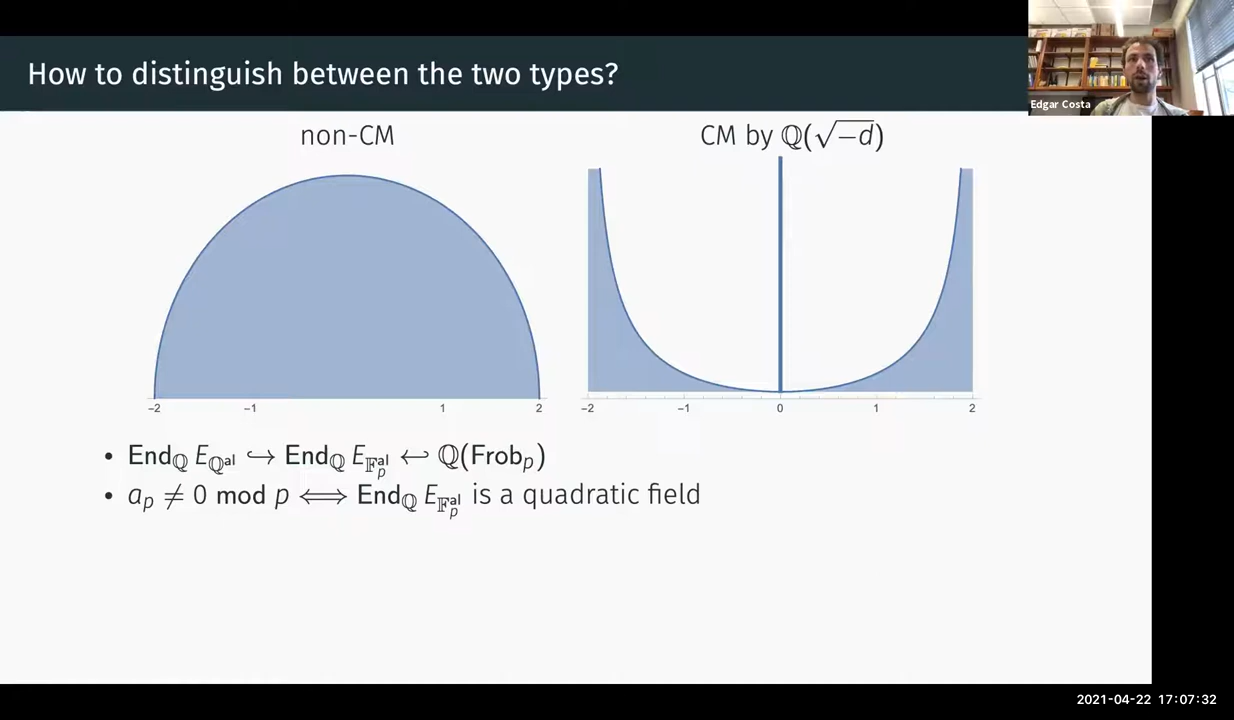 How to distinguish between the two types?
Edgar Costa
non-CM
CM by ℚ(√−d)
−2 −1 1 2
−2 −1 0 1 2
• End_ℚ E_{ℚ^al} ↪ End_ℚ E_{𝔽_p^al} ↩ ℚ(Frob_p)
• a_p ≠ 0 mod p ⟺ End_ℚ E_{𝔽_p^al} is a quadratic field
2021-04-22 17:07:32